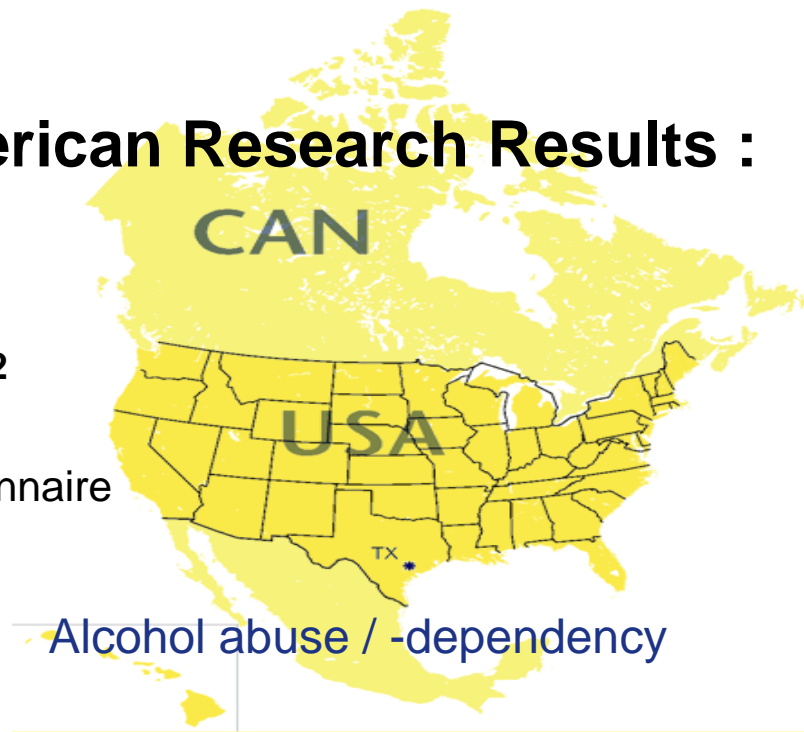 erican Research Results :
CAN
2
USA
nnaire
TX
Alcohol abuse / -dependency